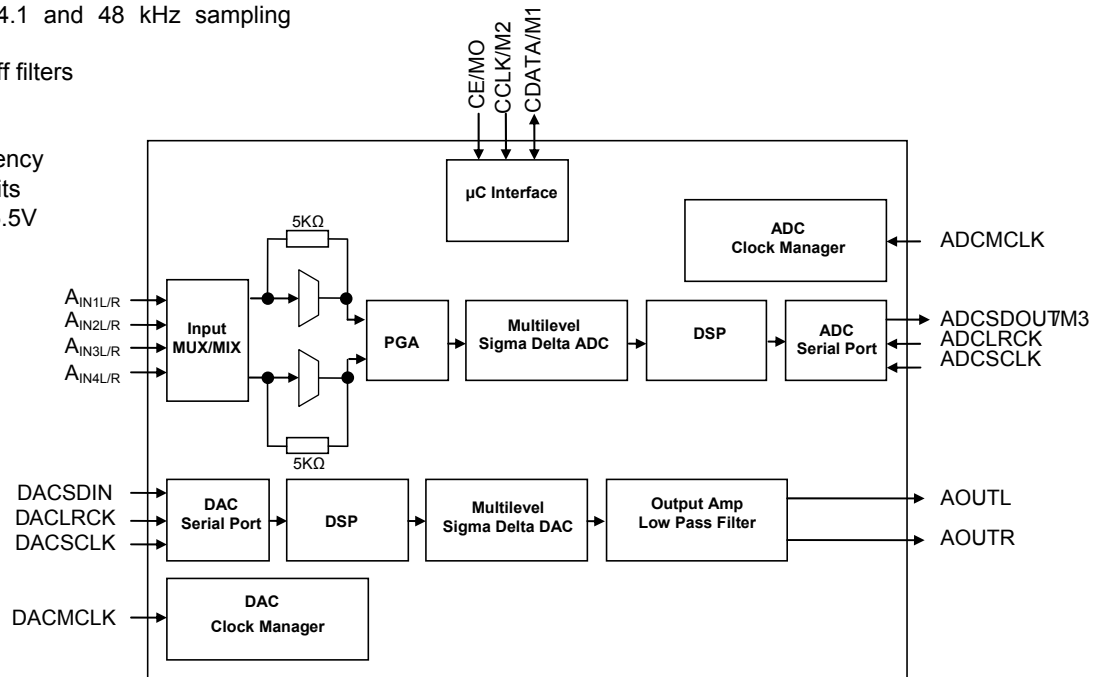 4.1 and 48 kHz sampling
ff filters
ency
its
.5V
CE/MO
CCLK/M2
CDATA/M1
µC Interface
ADC
Clock Manager
ADCMCLK
5KΩ
AIN1L/R
AIN2L/R
AIN3L/R
AIN4L/R
Input
MUX/MIX
PGA
Multilevel
Sigma Delta ADC
DSP
ADC
Serial Port
ADCSDOUT/M3
ADCLRCK
ADCSCLK
5KΩ
DACSDIN
DACLRCK
DACSCLK
DAC
Serial Port
DSP
Multilevel
Sigma Delta DAC
Output Amp
Low Pass Filter
AOUTL
AOUTR
DACMCLK
DAC
Clock Manager